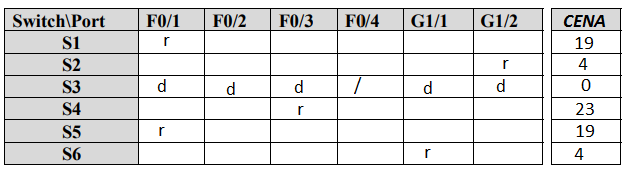 Switch\Port F0/1 F0/2 F0/3 F0/4 G1/1 G1/2 CENA
S1 r 19
S2 r 4
S3 d d d / d d 0
S4 r 23
S5 r 19
S6 r 4